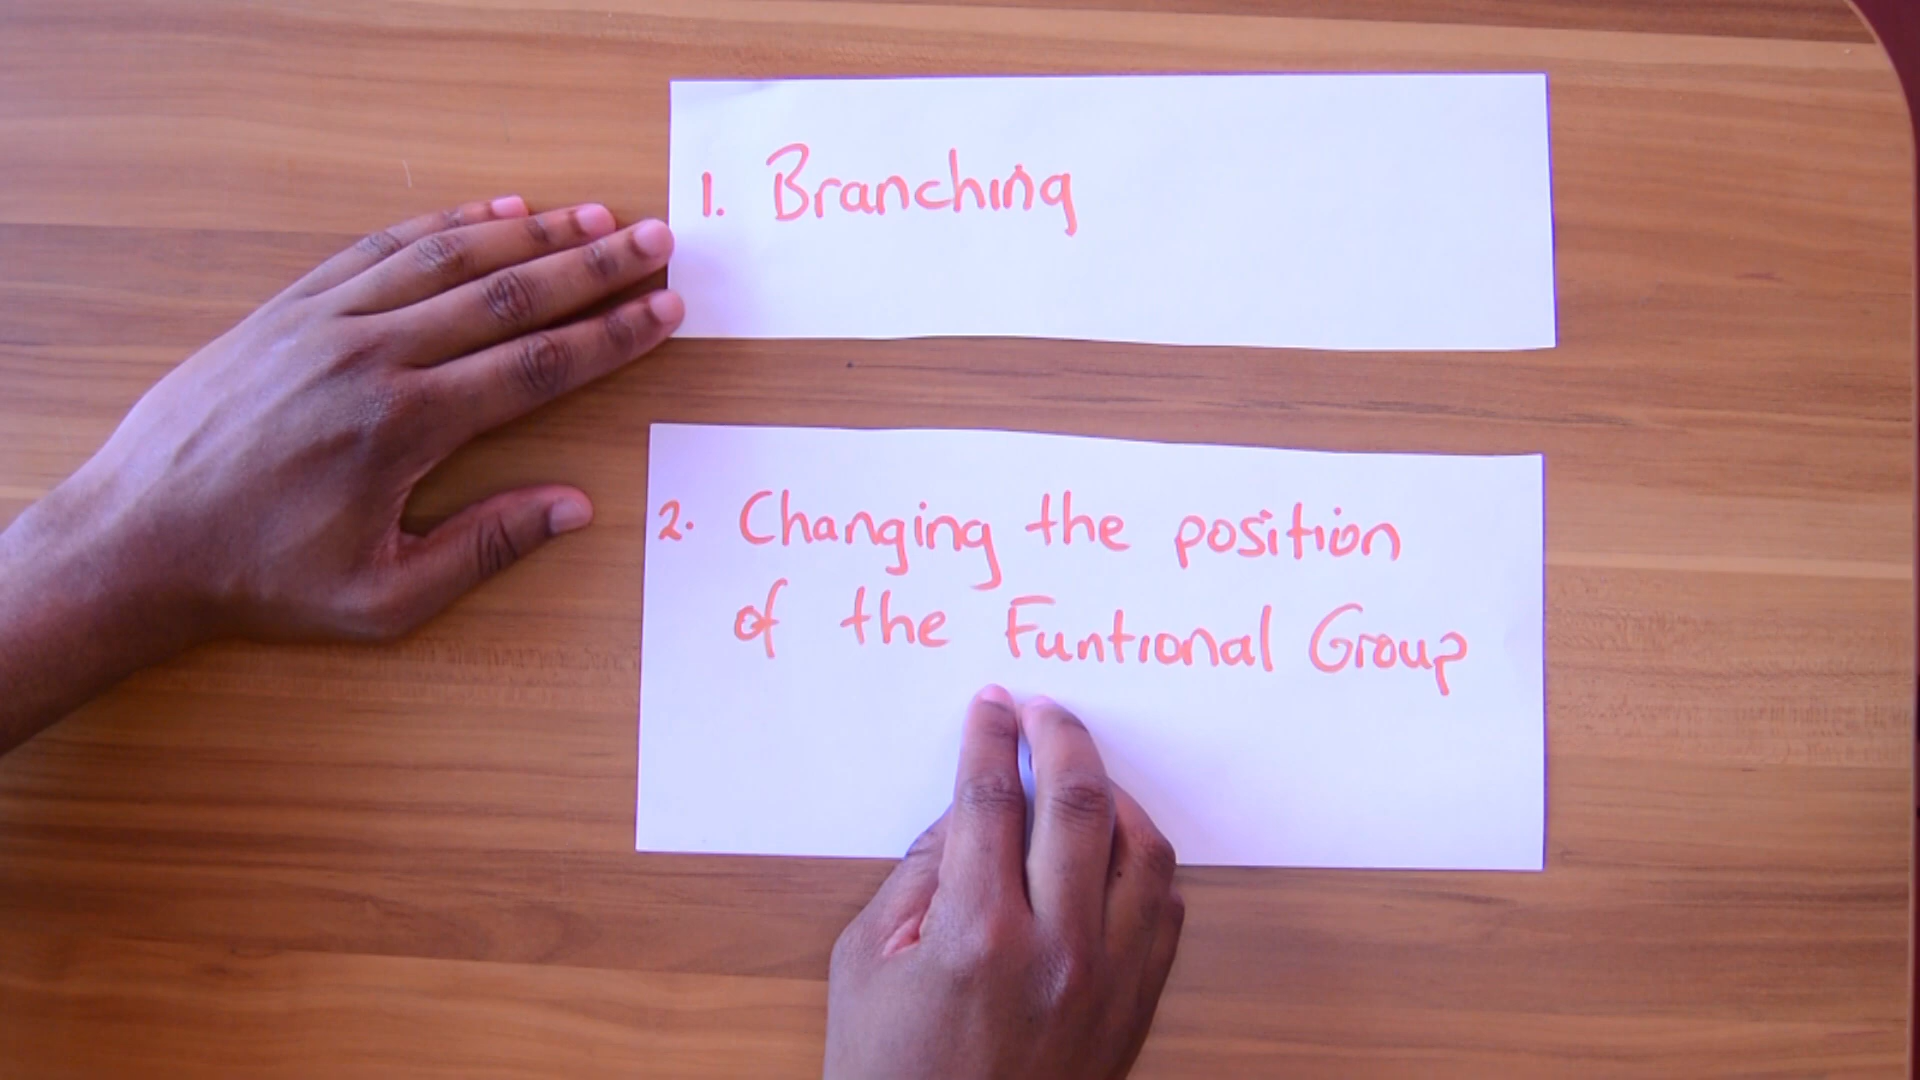 1. Branching
2. Changing the position
of the Funtional Group